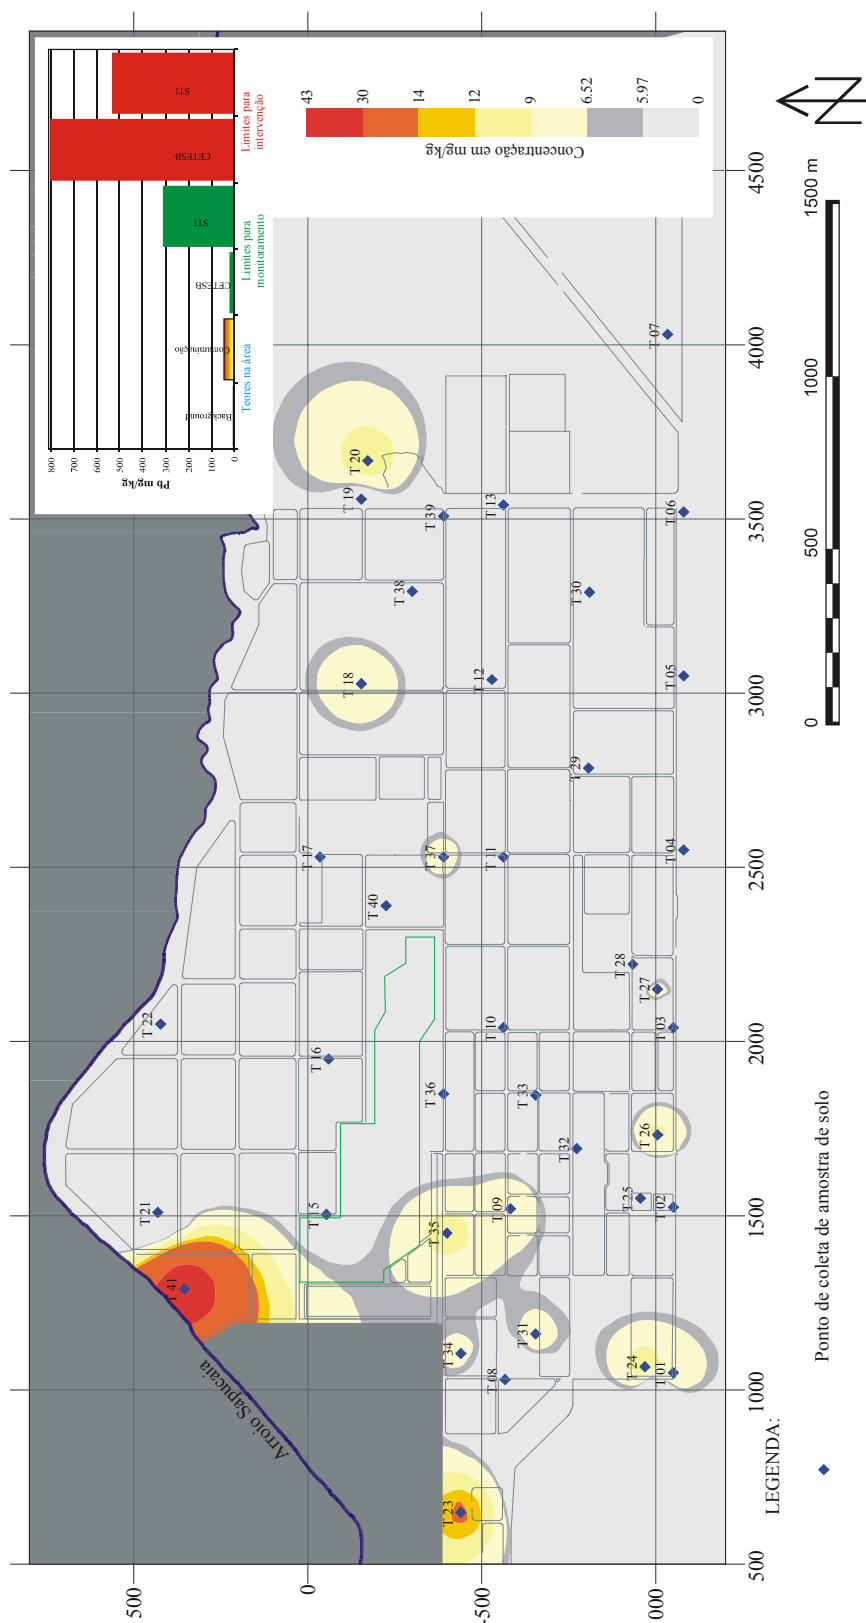 800
700
600
500
400
300
200
100
0
Pb mg/kg
Background
Contaminação
CETESB
STI
CETESB
STI
Teores na área
Limites para
monitoramento
Limites para
intervenção
43
30
14
12
9
6.52
5.97
0
Concentração em mg/kg
N
500
0
-500
000
500
1000
1500
2000
2500
3000
3500
4000
4500
Arroio Sapucaia
T 01
T 02
T 03
T 04
T 05
T 06
T 07
T 08
T 09
T 10
T 11
T 12
T 13
T 15
T 16
T 17
T 18
T 19
T 20
T 21
T 22
T 23
T 24
T 25
T 26
T 27
T 28
T 29
T 30
T 31
T 32
T 33
T 34
T 35
T 36
T 37
T 38
T 39
T 40
T 41
0
500
1000
1500 m
LEGENDA:
Ponto de coleta de amostra de solo